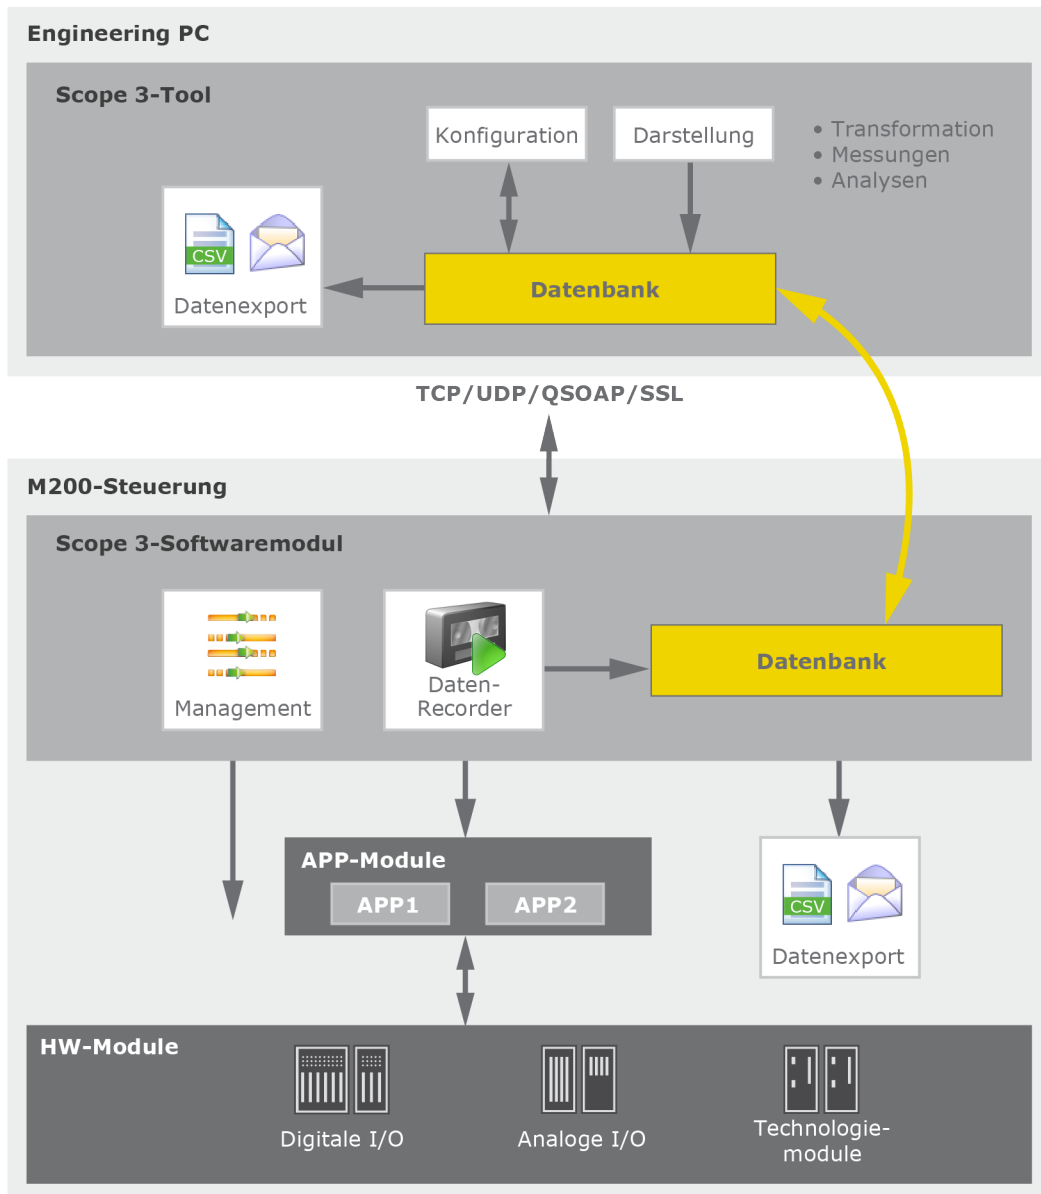 Engineering PC
Scope 3-Tool
Konfiguration
Darstellung
• Transformation
• Messungen
• Analysen
CSV
Datenexport
Datenbank
TCP/UDP/QSOAP/SSL
M200-Steuerung
Scope 3-Softwaremodul
Management
Daten-
Recorder
Datenbank
APP-Module
APP1
APP2
CSV
Datenexport
HW-Module
Digitale I/O
Analoge I/O
Technologie-
module